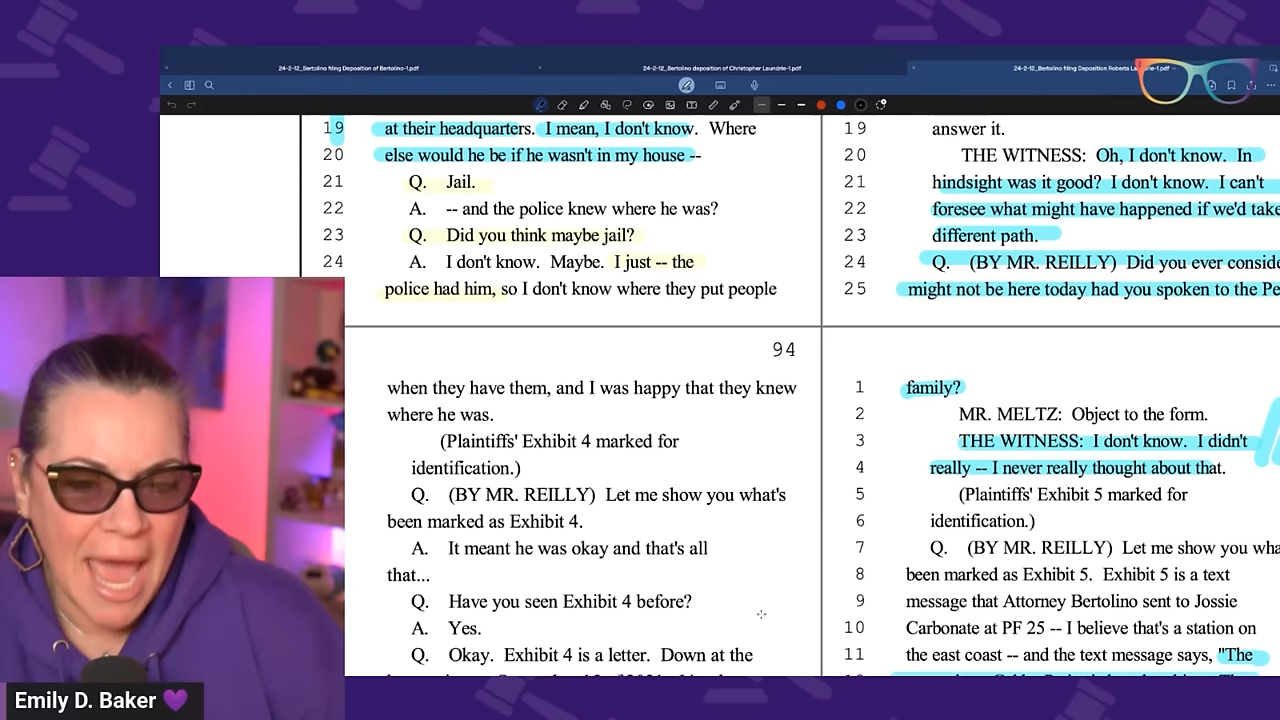 24-2-12_Bertolino filing Deposition of Bertolino-1.pdf
24-2-12_Bertolino deposition of Christopher Laundrie-1.pdf
24-2-12_Bertolino filing Deposition Roberta
19 at their headquarters. I mean, I don't know. Where
20 else would he be if he wasn't in my house --
21 Q. Jail.
22 A. -- and the police knew where he was?
23 Q. Did you think maybe jail?
24 A. I don't know. Maybe. I just -- the
police had him, so I don't know where they put people
94
when they have them, and I was happy that they knew
where he was.
(Plaintiffs' Exhibit 4 marked for
identification.)
Q. (BY MR. REILLY) Let me show you what's
been marked as Exhibit 4.
A. It meant he was okay and that's all
that...
Q. Have you seen Exhibit 4 before?
A. Yes.
Q. Okay. Exhibit 4 is a letter. Down at the
19 answer it.
20 THE WITNESS: Oh, I don't know. In
21 hindsight was it good? I don't know. I can't
22 foresee what might have happened if we'd take
23 different path.
24 Q. (BY MR. REILLY) Did you ever conside
25 might not be here today had you spoken to the Pe
1 family?
2 MR. MELTZ: Object to the form.
3 THE WITNESS: I don't know. I didn't
4 really -- I never really thought about that.
5 (Plaintiffs' Exhibit 5 marked for
6 identification.)
7 Q. (BY MR. REILLY) Let me show you wha
8 been marked as Exhibit 5. Exhibit 5 is a text
9 message that Attorney Bertolino sent to Jossie
10 Carbonate at PF 25 -- I believe that's a station on
11 the east coast -- and the text message says, "The
Emily D. Baker 💜